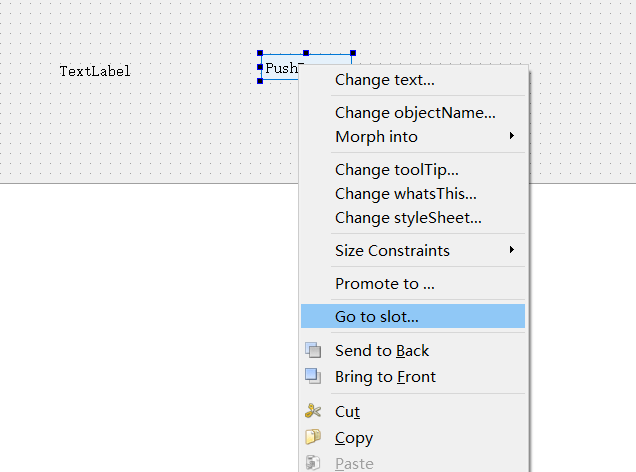 TextLabel
Change text...
Change objectName...
Morph into
Change toolTip...
Change whatsThis...
Change styleSheet...
Size Constraints
Promote to ...
Go to slot...
Send to Back
Bring to Front
Cut
Copy
Paste